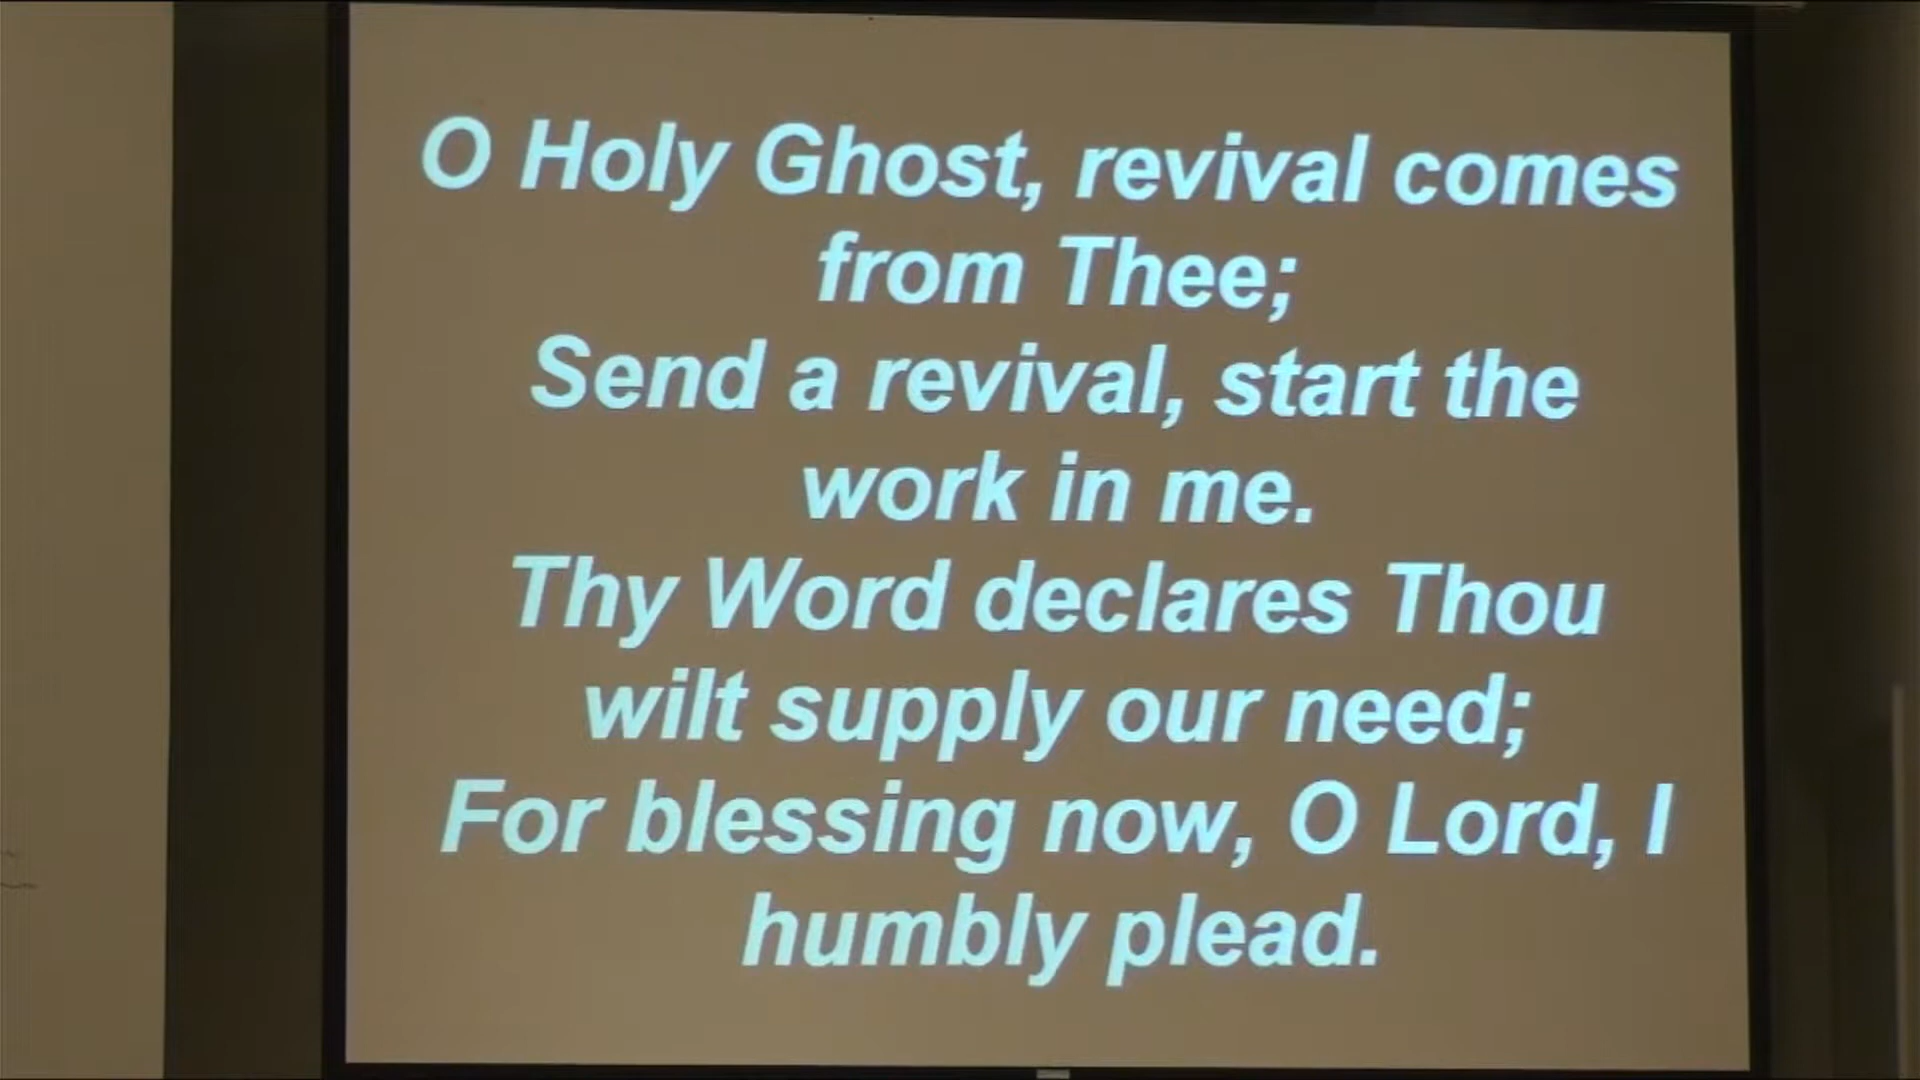 O Holy Ghost, revival comes
from Thee;
Send a revival, start the
work in me.
Thy Word declares Thou
wilt supply our need;
For blessing now, O Lord, I
humbly plead.